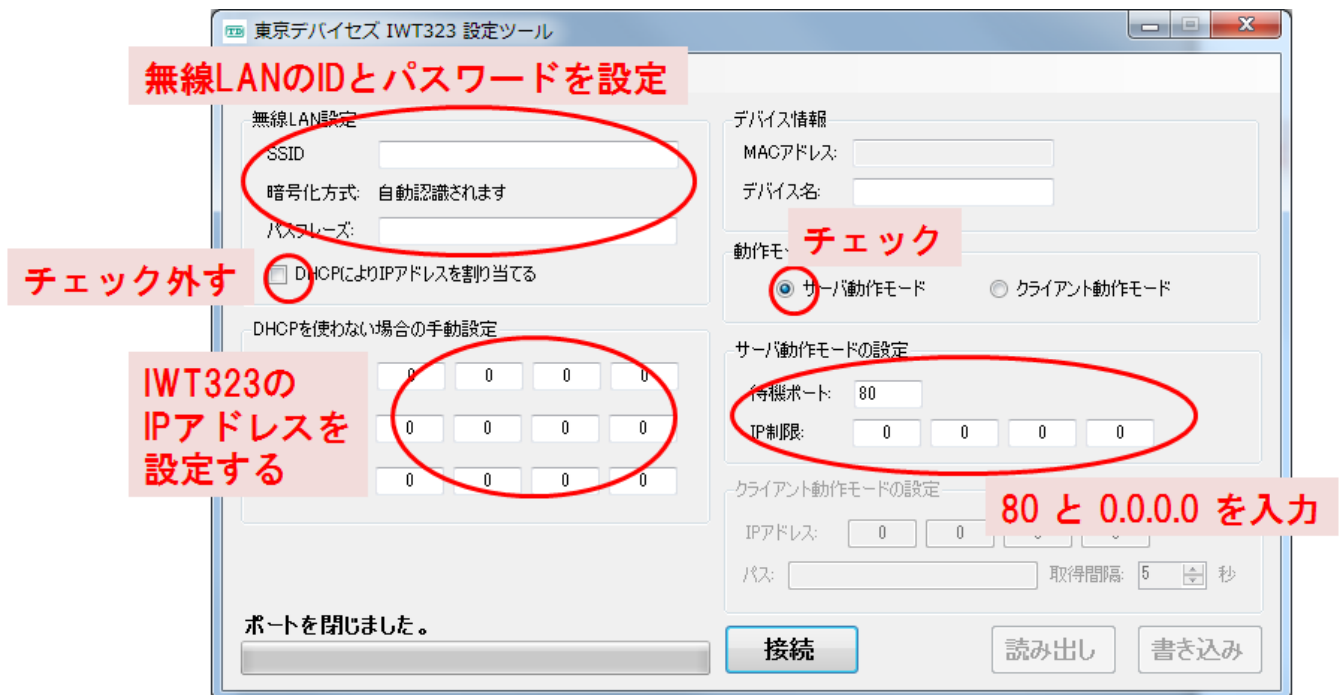 TD 東京デバイセズ IWT323 設定ツール
無線LANのIDとパスワードを設定
無線LAN設定
SSID
暗号化方式: 自動認識されます
パスフレーズ:
チェック外す
DHCPによりIPアドレスを割り当てる
DHCPを使わない場合の手動設定
IWT323の
IPアドレスを
設定する
0 0 0 0
0 0 0 0
0 0 0 0
ポートを閉じました。
デバイス情報
MACアドレス:
デバイス名:
チェック
動作モー
サーバ動作モード クライアント動作モード
サーバ動作モードの設定
待機ポート: 80
IP制限: 0 0 0 0
80 と 0.0.0.0 を入力
クライアント動作モードの設定
IPアドレス: 0 0 0 0
パス: 取得間隔: 5 秒
接続 読み出し 書き込み